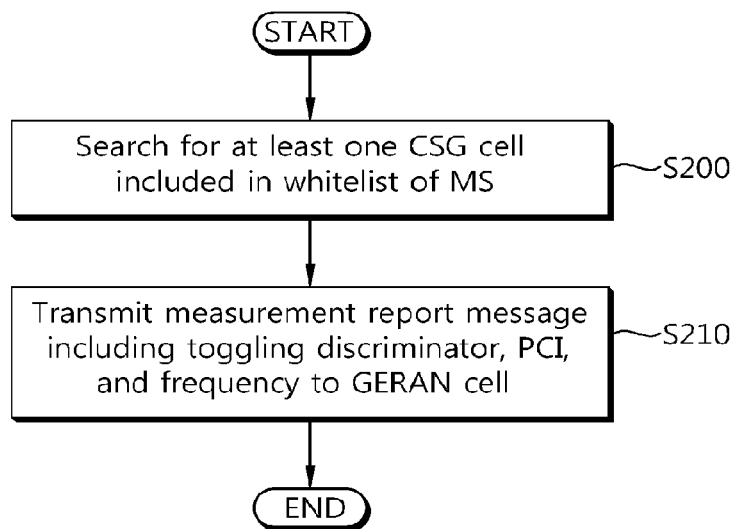 START
Search for at least one CSG cell
included in whitelist of MS
S200
Transmit measurement report message
including toggling discriminator, PCI,
and frequency to GERAN cell
S210
END